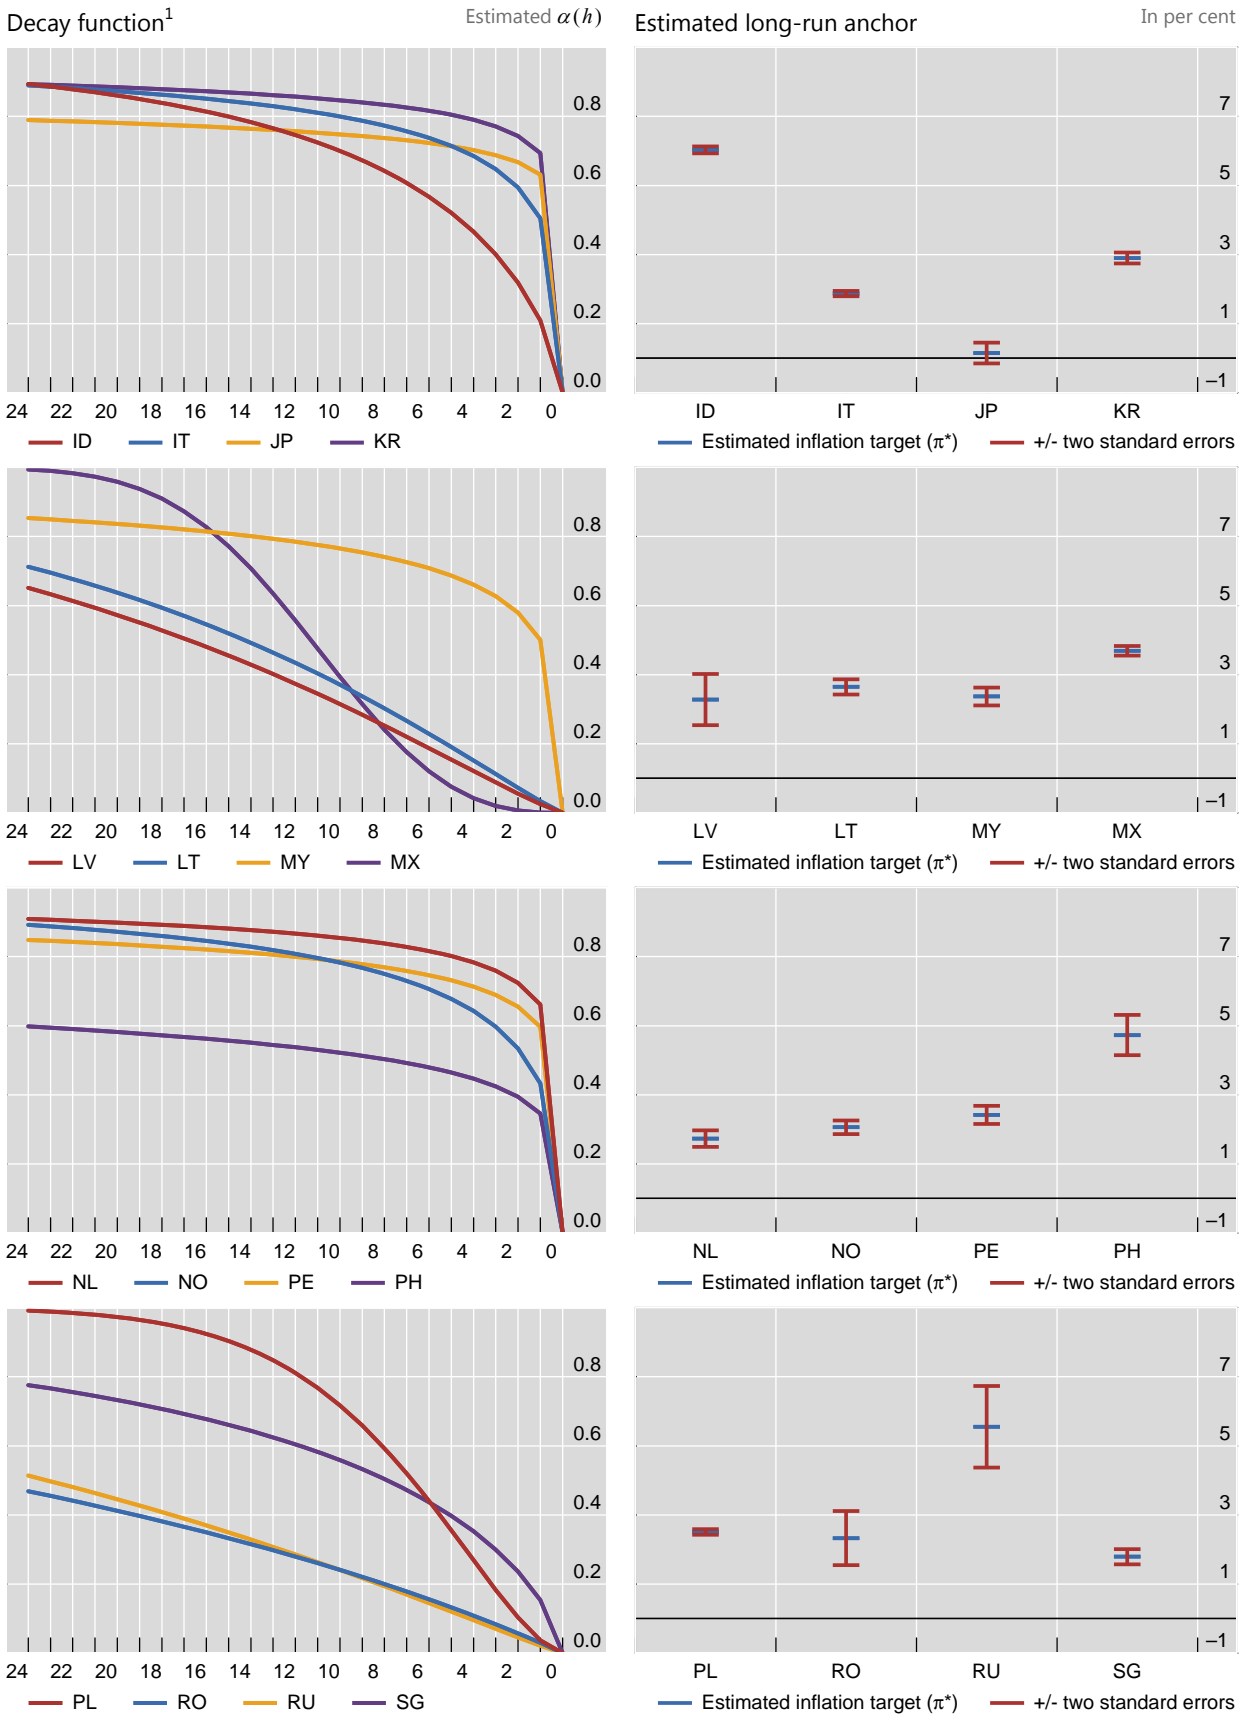 Decay function1 Estimated α(h)
0.8
0.6
0.4
0.2
0.0
24 22 20 18 16 14 12 10 8 6 4 2 0
ID IT JP KR
Estimated long-run anchor In per cent
7
5
3
1
–1
ID IT JP KR
Estimated inflation target (π*) +/- two standard errors
0.8
0.6
0.4
0.2
0.0
24 22 20 18 16 14 12 10 8 6 4 2 0
LV LT MY MX
7
5
3
1
–1
LV LT MY MX
Estimated inflation target (π*) +/- two standard errors
0.8
0.6
0.4
0.2
0.0
24 22 20 18 16 14 12 10 8 6 4 2 0
NL NO PE PH
7
5
3
1
–1
NL NO PE PH
Estimated inflation target (π*) +/- two standard errors
0.8
0.6
0.4
0.2
0.0
24 22 20 18 16 14 12 10 8 6 4 2 0
PL RO RU SG
7
5
3
1
–1
PL RO RU SG
Estimated inflation target (π*) +/- two standard errors